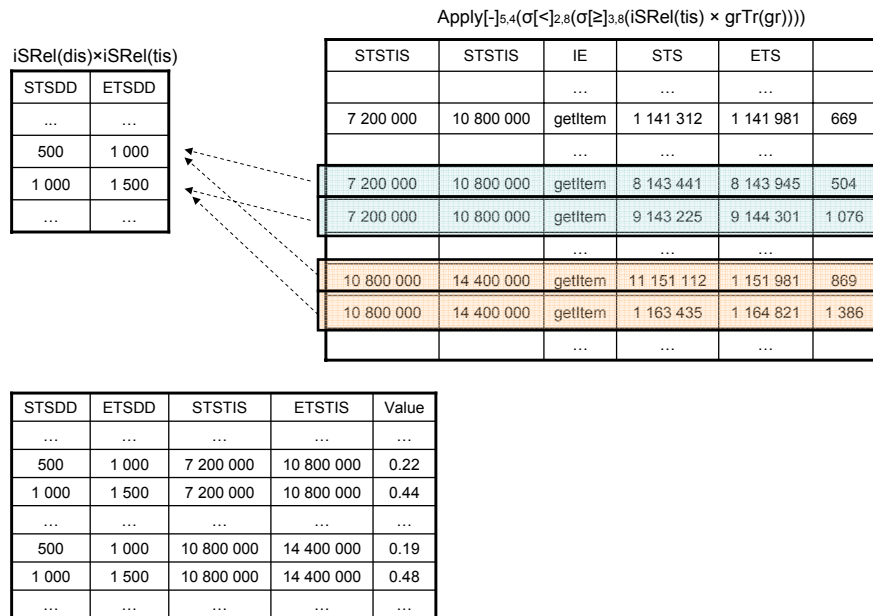 Apply[-]5,4(σ[<]2,8(σ[≥]3,8(iSRel(tis) × grTr(gr))))
iSRel(dis)×iSRel(tis)
STSDD ETSDD
... …
500 1 000
1 000 1 500
… …
STSTIS STSTIS IE STS ETS
… … …
7 200 000 10 800 000 getItem 1 141 312 1 141 981 669
… … …
7 200 000 10 800 000 getItem 8 143 441 8 143 945 504
7 200 000 10 800 000 getItem 9 143 225 9 144 301 1 076
… … …
10 800 000 14 400 000 getItem 11 151 112 1 151 981 869
10 800 000 14 400 000 getItem 1 163 435 1 164 821 1 386
… … …
STSDD ETSDD STSTIS ETSTIS Value
… … … … …
500 1 000 7 200 000 10 800 000 0.22
1 000 1 500 7 200 000 10 800 000 0.44
… … … … …
500 1 000 10 800 000 14 400 000 0.19
1 000 1 500 10 800 000 14 400 000 0.48
… … … … …